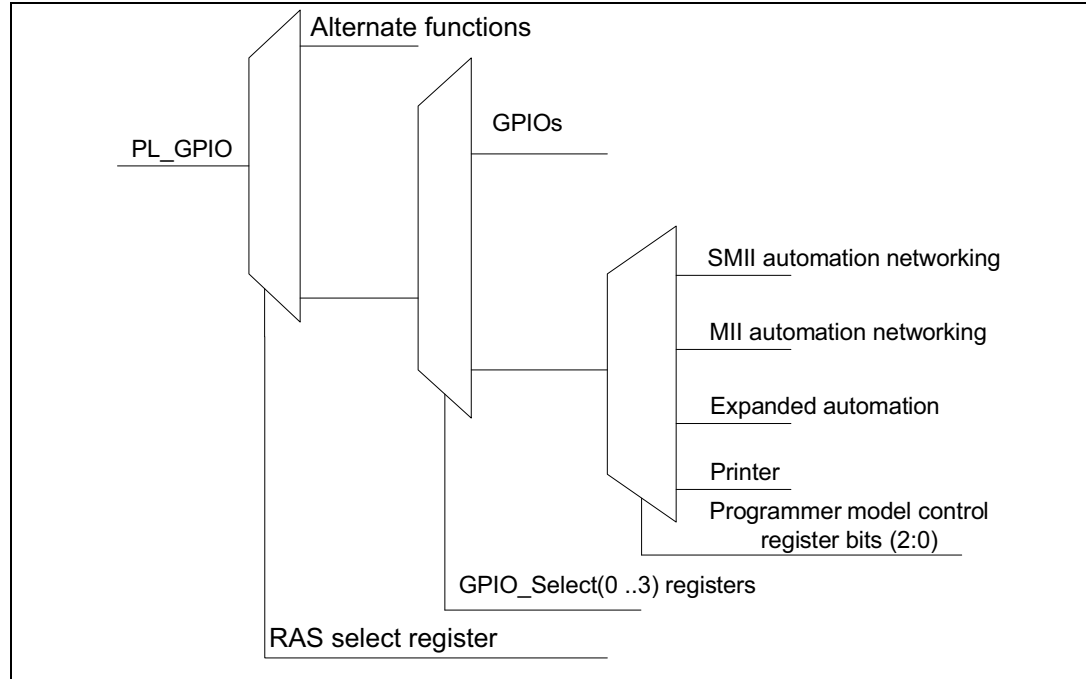 Alternate functions
GPIOs
PL_GPIO
SMII automation networking
MII automation networking
Expanded automation
Printer
Programmer model control
register bits (2:0)
GPIO_Select(0 ..3) registers
RAS select register